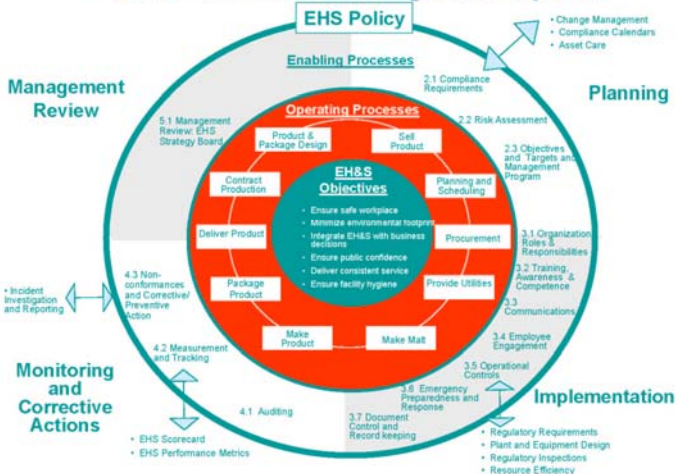 EHS Policy
• Change Management
• Compliance Calendars
• Asset Care
Enabling Processes
Management
Review
Planning
2.1 Compliance
Requirements
5.1 Management
Review: EHS
Strategy Board
Operating Processes
2.2 Risk Assessment
Product &
Package Design
Sell
Product
2.3 Objectives
and Targets and
Management
Program
EH&S
Objectives
Contract
Production
Planning and
Scheduling
• Ensure safe workplace
• Minimize environmental footprint
• Integrate EH&S with business
decisions
• Ensure public confidence
• Deliver consistent service
• Ensure facility hygiene
Deliver Product
Procurement
3.1 Organization,
Roles &
Responsibilities
4.3 Non-
conformances
and Corrective/
Preventive
Action
3.2 Training,
Awareness &
Competence
• Incident
Investigation
and Reporting
Package
Product
Provide Utilities
3.3
Communications
Make
Product
Make Malt
3.4 Employee
Engagement
4.2 Measurement
and Tracking
3.5 Operational
Controls
Monitoring
and
Corrective
Actions
3.6 Emergency
Preparedness and
Response
Implementation
4.1 Auditing
3.7 Document
Control and
Record keeping
• EHS Scorecard
• EHS Performance Metrics
• Regulatory Requirements
• Plant and Equipment Design
• Regulatory Inspections
• Resource Efficiency